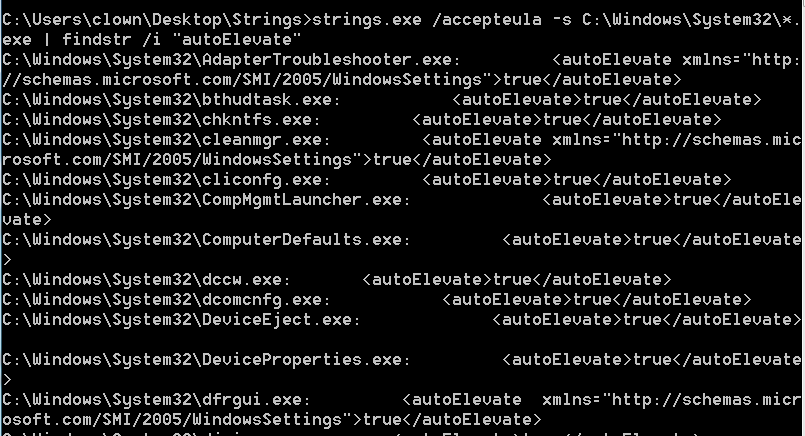 C:\Users\clown\Desktop\Strings>strings.exe /accepteula -s C:\Windows\System32\*.
exe | findstr /i "autoElevate"
C:\Windows\System32\AdapterTroubleshooter.exe:        <autoElevate xmlns="http:
//schemas.microsoft.com/SMI/2005/WindowsSettings">true</autoElevate>
C:\Windows\System32\bthudtask.exe:           <autoElevate>true</autoElevate>
C:\Windows\System32\chkntfs.exe:         <autoElevate>true</autoElevate>
C:\Windows\System32\cleanmgr.exe:         <autoElevate xmlns="http://schemas.mic
rosoft.com/SMI/2005/WindowsSettings">true</autoElevate>
C:\Windows\System32\cliconfg.exe:         <autoElevate>true</autoElevate>
C:\Windows\System32\CompMgmtLauncher.exe:             <autoElevate>true</autoEle
vate>
C:\Windows\System32\ComputerDefaults.exe:         <autoElevate>true</autoElevate
>
C:\Windows\System32\dccw.exe:       <autoElevate>true</autoElevate>
C:\Windows\System32\dcomcnfg.exe:           <autoElevate>true</autoElevate>
C:\Windows\System32\DeviceEject.exe:             <autoElevate>true</autoElevate>
C:\Windows\System32\DeviceProperties.exe:         <autoElevate>true</autoElevate
>
C:\Windows\System32\dfrgui.exe:         <autoElevate  xmlns="http://schemas.micr
osoft.com/SMI/2005/WindowsSettings">true</autoElevate>